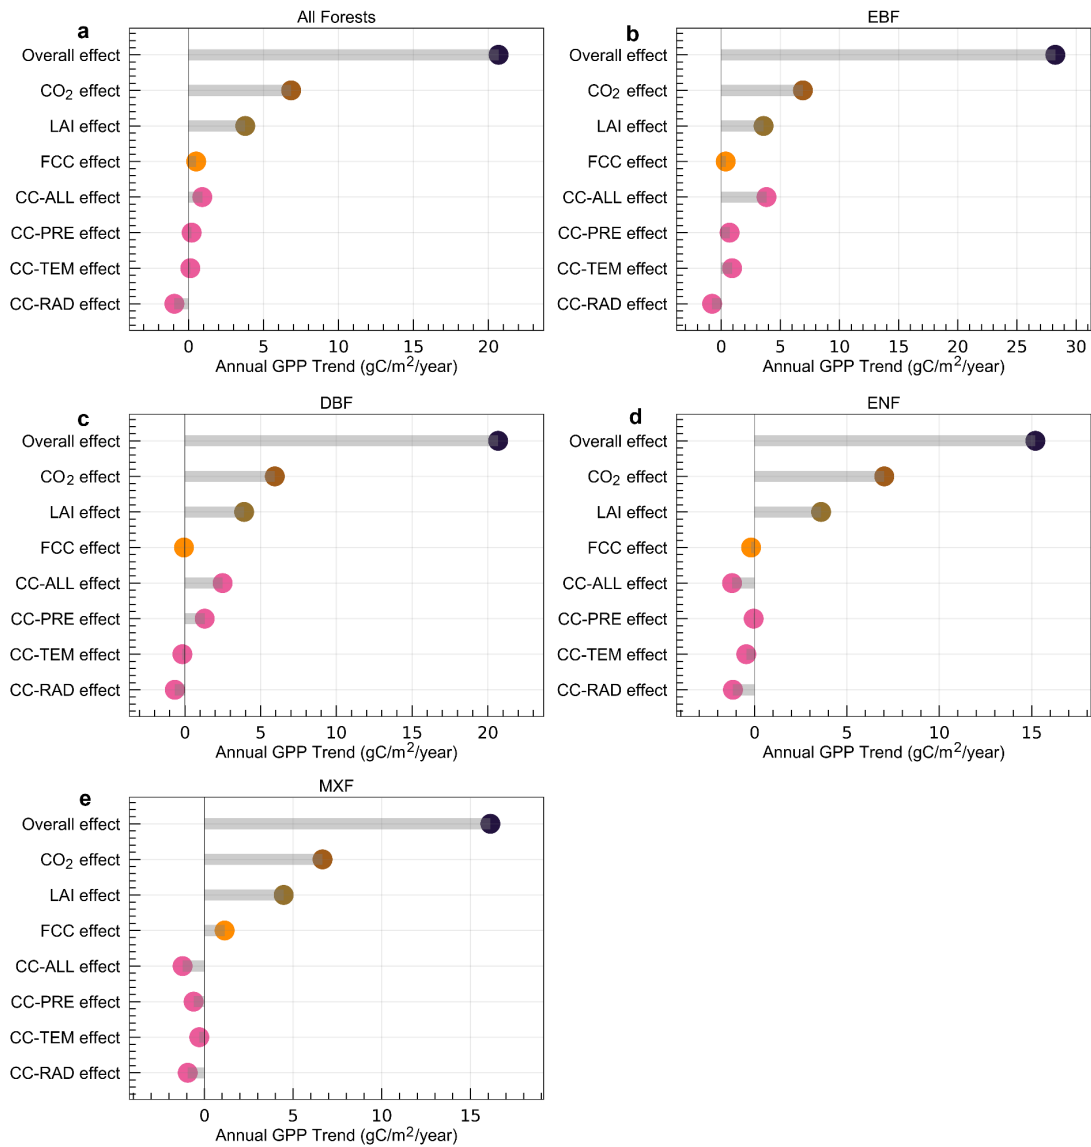 a
All Forests
Overall effect
CO2 effect
LAI effect
FCC effect
CC-ALL effect
CC-PRE effect
CC-TEM effect
CC-RAD effect
0 5 10 15 20
Annual GPP Trend (gC/m²/year)
b
EBF
Overall effect
CO2 effect
LAI effect
FCC effect
CC-ALL effect
CC-PRE effect
CC-TEM effect
CC-RAD effect
0 5 10 15 20 25 30
Annual GPP Trend (gC/m²/year)
c
DBF
Overall effect
CO2 effect
LAI effect
FCC effect
CC-ALL effect
CC-PRE effect
CC-TEM effect
CC-RAD effect
0 5 10 15 20
Annual GPP Trend (gC/m²/year)
d
ENF
Overall effect
CO2 effect
LAI effect
FCC effect
CC-ALL effect
CC-PRE effect
CC-TEM effect
CC-RAD effect
0 5 10 15
Annual GPP Trend (gC/m²/year)
e
MXF
Overall effect
CO2 effect
LAI effect
FCC effect
CC-ALL effect
CC-PRE effect
CC-TEM effect
CC-RAD effect
0 5 10 15
Annual GPP Trend (gC/m²/year)